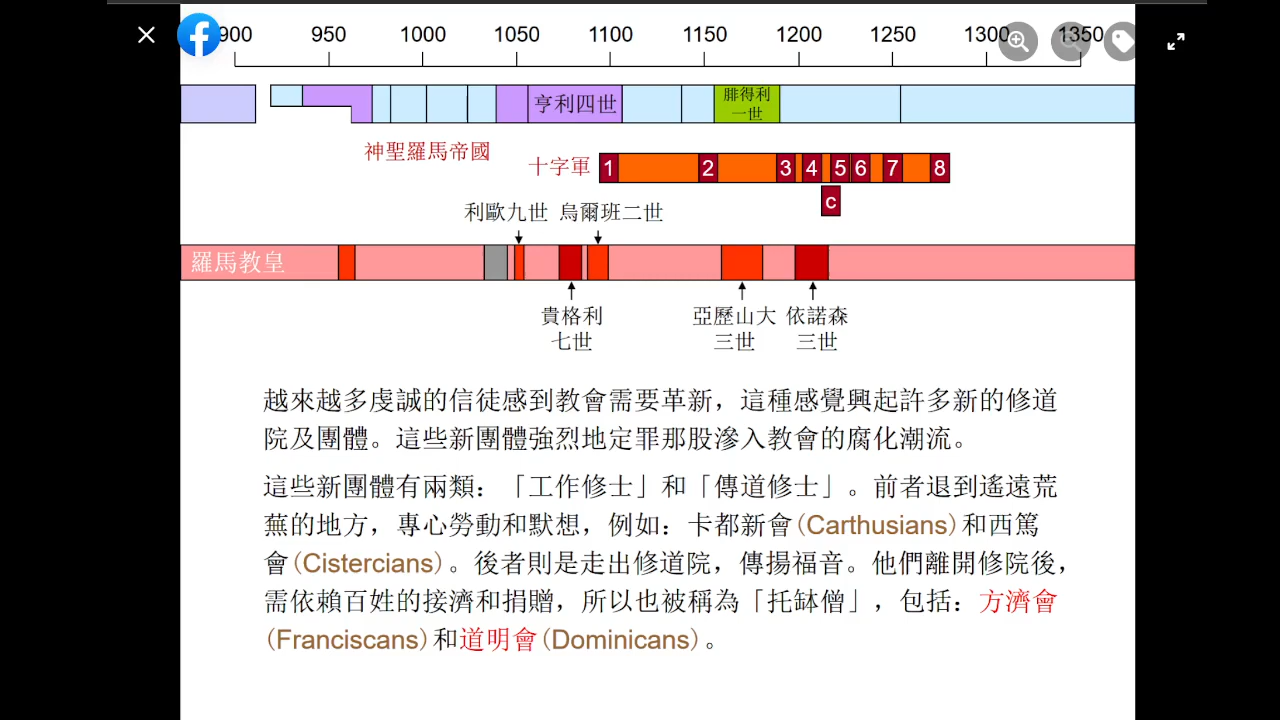 900 950 1000 1050 1100 1150 1200 1250 1300 1350
亨利四世
腓得利
一世
神聖羅馬帝國
十字軍 1 2 3 4 5 6 7 8
c
利歐九世 烏爾班二世
羅馬教皇
貴格利
七世
亞歷山大
三世
依諾森
三世
越來越多虔誠的信徒感到教會需要革新，這種感覺興起許多新的修道
院及團體。這些新團體強烈地定罪那股滲入教會的腐化潮流。
這些新團體有兩類：「工作修士」和「傳道修士」。前者退到遙遠荒
蕪的地方，專心勞動和默想，例如：卡都新會(Carthusians)和西篤
會(Cistercians)。後者則是走出修道院，傳揚福音。他們離開修院後，
需依賴百姓的接濟和捐贈，所以也被稱為「托缽僧」，包括：方濟會
(Franciscans)和道明會(Dominicans)。